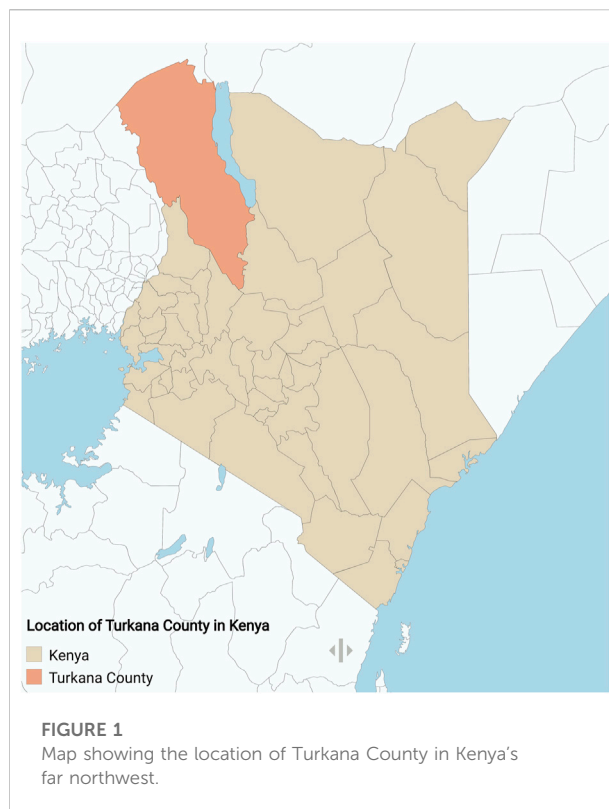 Location of Turkana County in Kenya
Kenya
Turkana County
FIGURE 1
Map showing the location of Turkana County in Kenya's
far northwest.